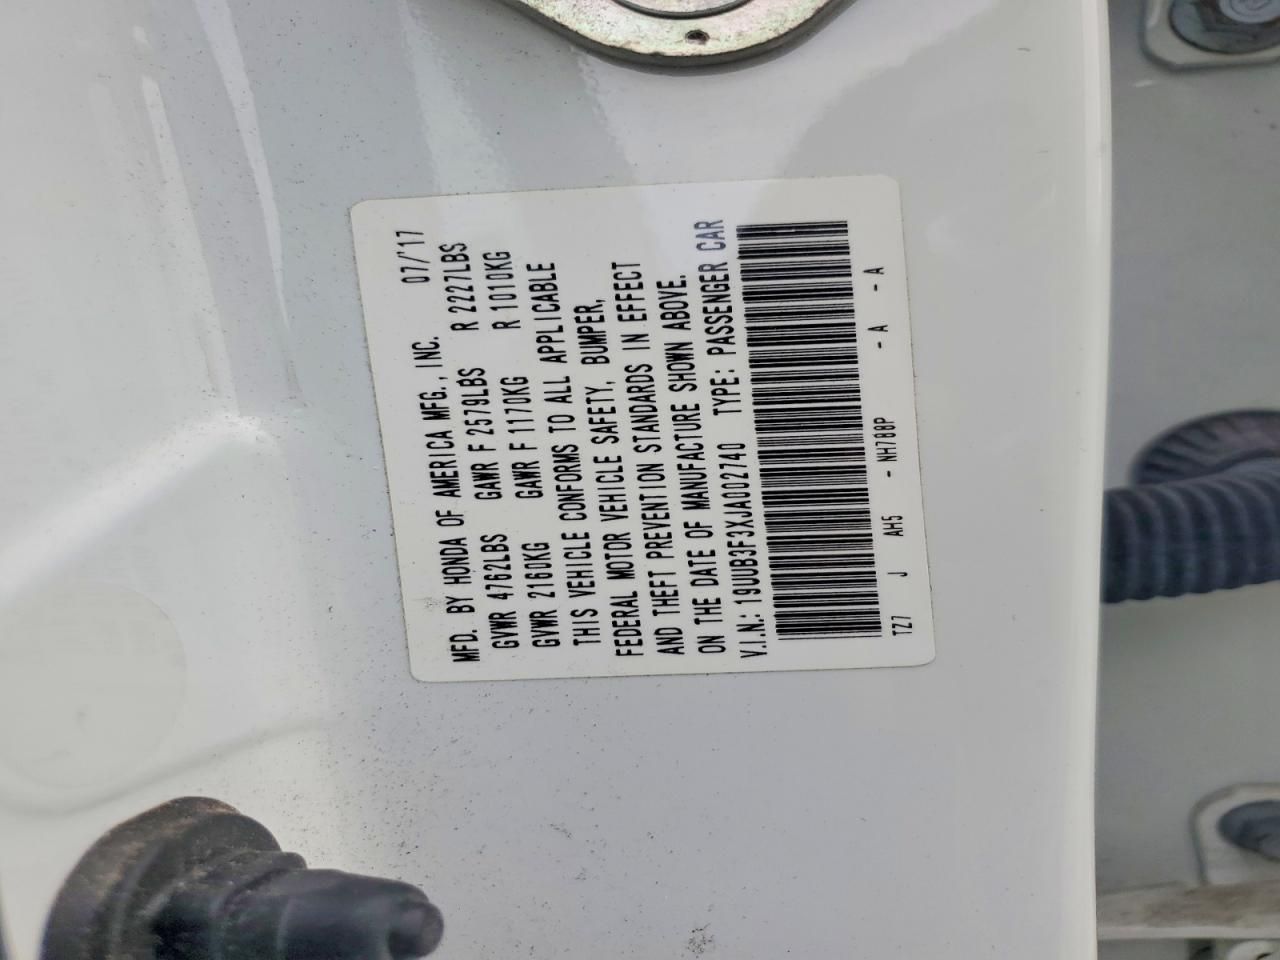 MFD. BY HONDA OF AMERICA MFG., INC. 07/'17
GVWR 4762LBS GAWR F 2579LBS R 2227LBS
GVWR 2160KG GAWR F 1170KG R 1010KG
THIS VEHICLE CONFORMS TO ALL APPLICABLE
FEDERAL MOTOR VEHICLE SAFETY, BUMPER,
AND THEFT PREVENTION STANDARDS IN EFFECT
ON THE DATE OF MANUFACTURE SHOWN ABOVE.
V.I.N.: 19UUB3F3XJA002740 TYPE: PASSENGER CAR
TZ7 J AH5 - NH788P - A - A